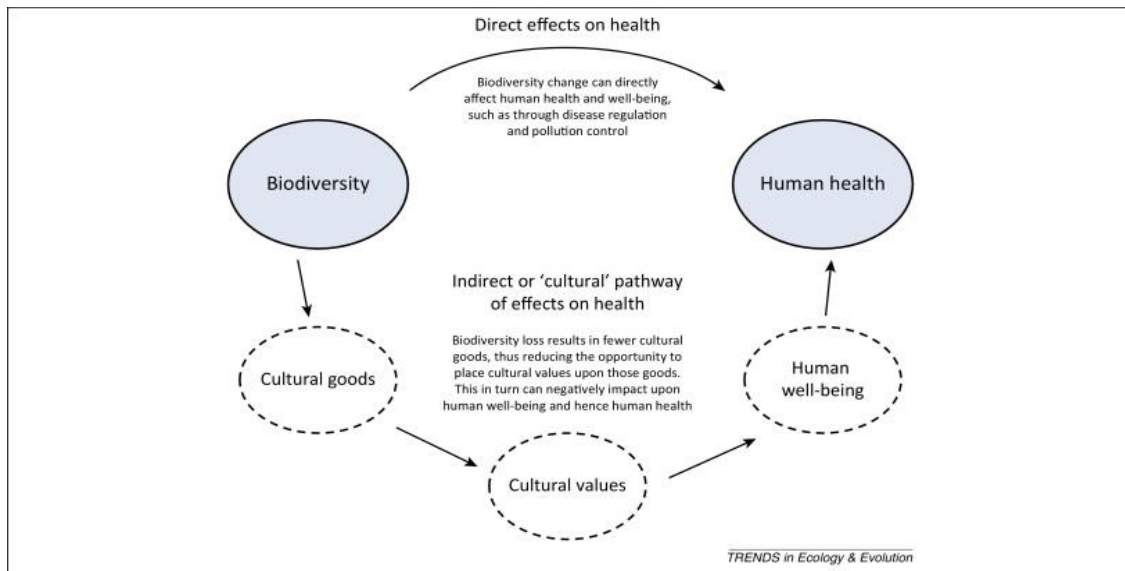 Direct effects on health
Biodiversity change can directly
affect human health and well-being,
such as through disease regulation
and pollution control
Biodiversity
Human health
Indirect or ‘cultural’ pathway
of effects on health
Biodiversity loss results in fewer cultural
goods, thus reducing the opportunity to
place cultural values upon those goods.
This in turn can negatively impact upon
human well-being and hence human health
Cultural goods
Human
well-being
Cultural values
TRENDS in Ecology & Evolution